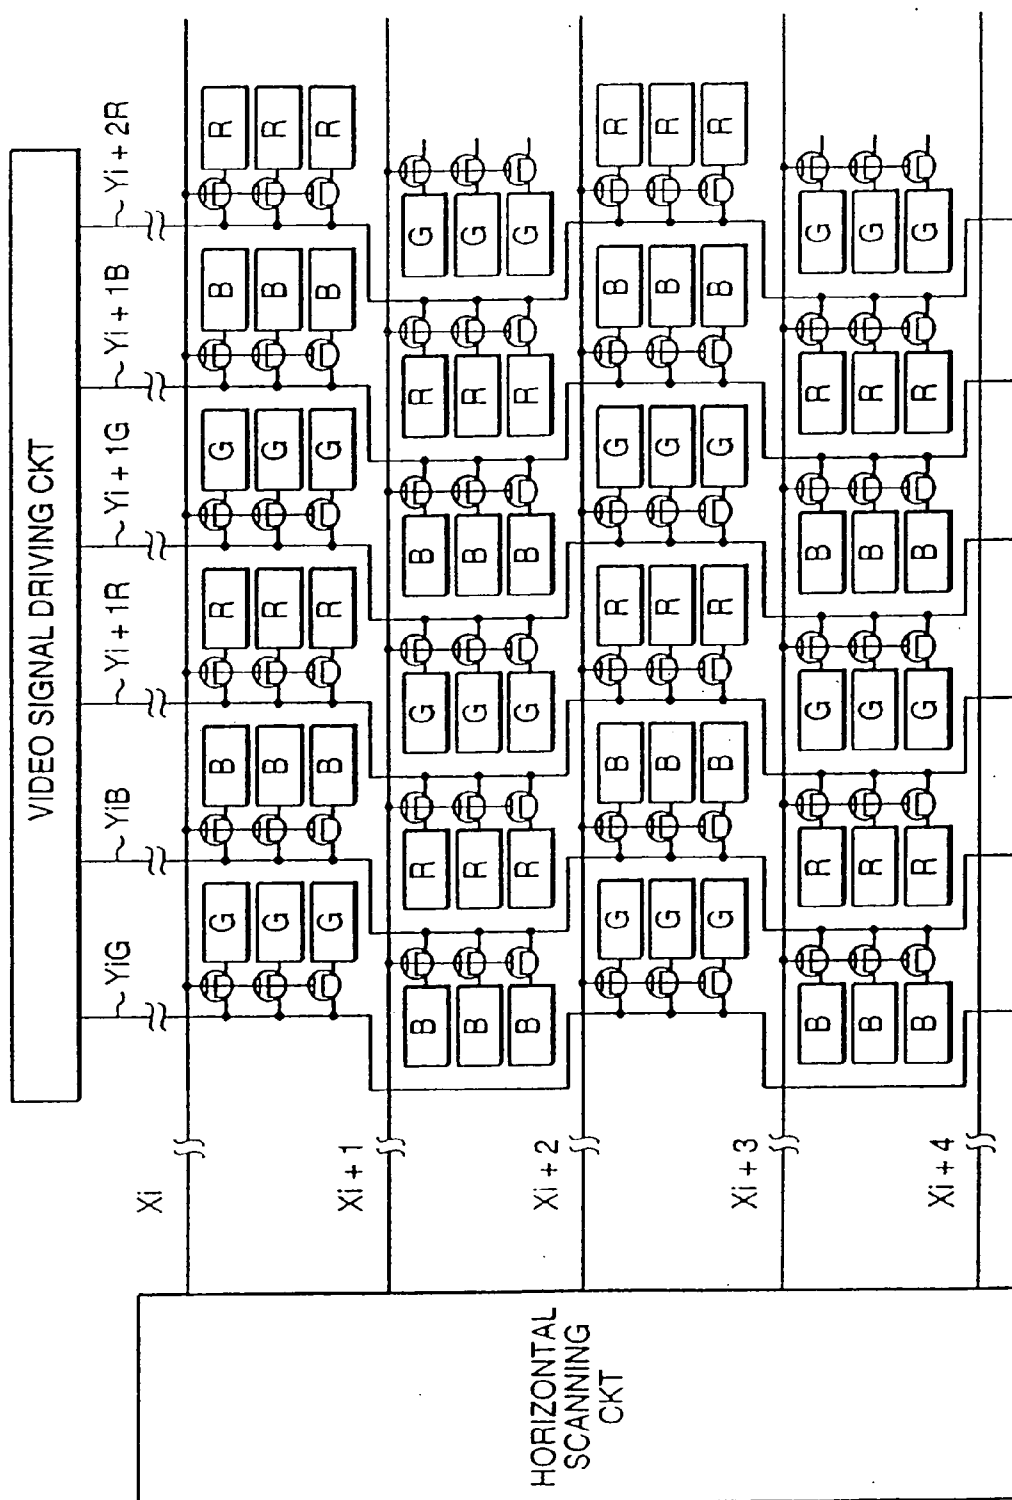 VIDEO SIGNAL DRIVING CKT
YiG YiB Yi + 1R Yi + 1G Yi + 1B Yi + 2R
Xi
G B R G B R
G B R G B R
G B R G B R
Xi + 1
B R G B R G
B R G B R G
B R G B R G
Xi + 2
G B R G B R
G B R G B R
G B R G B R
Xi + 3
B R G B R G
B R G B R G
B R G B R G
Xi + 4
HORIZONTAL
SCANNING
CKT